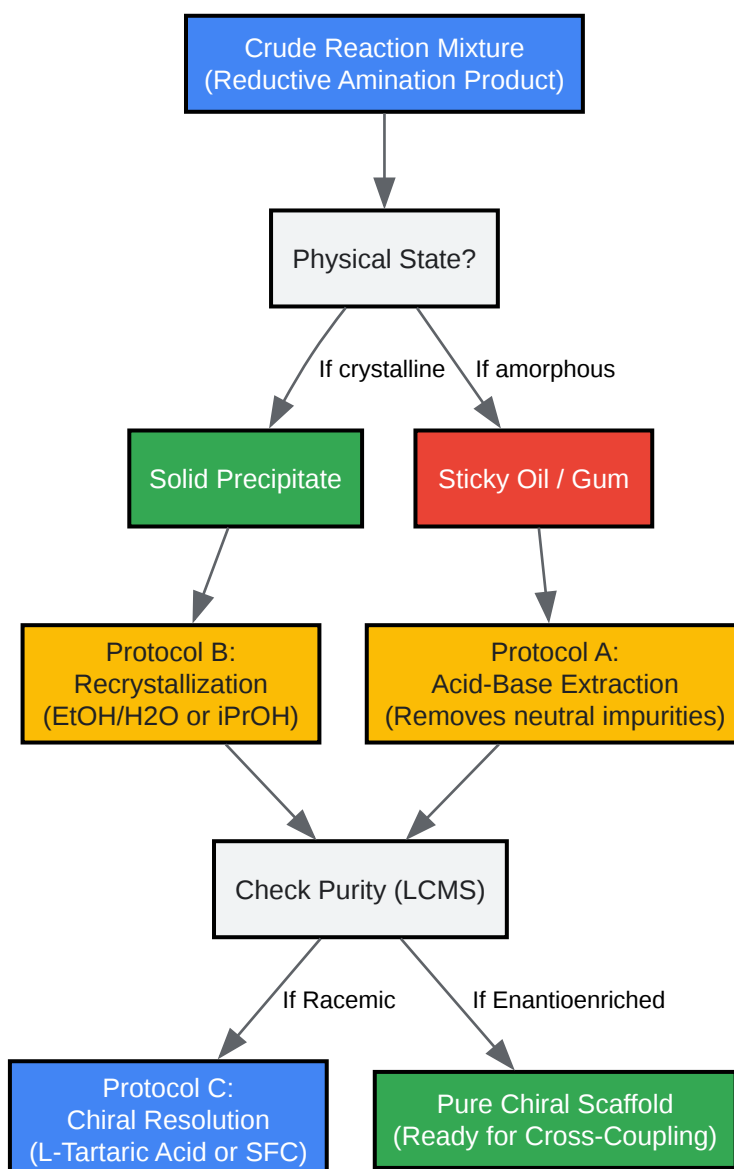 Crude Reaction Mixture
(Reductive Amination Product)
Physical State?
If crystalline
If amorphous
Solid Precipitate
Sticky Oil / Gum
Protocol B:
Recrystallization
(EtOH/H2O or iPrOH)
Protocol A:
Acid-Base Extraction
(Removes neutral impurities)
Check Purity (LCMS)
If Racemic
If Enantioenriched
Protocol C:
Chiral Resolution
(L-Tartaric Acid or SFC)
Pure Chiral Scaffold
(Ready for Cross-Coupling)